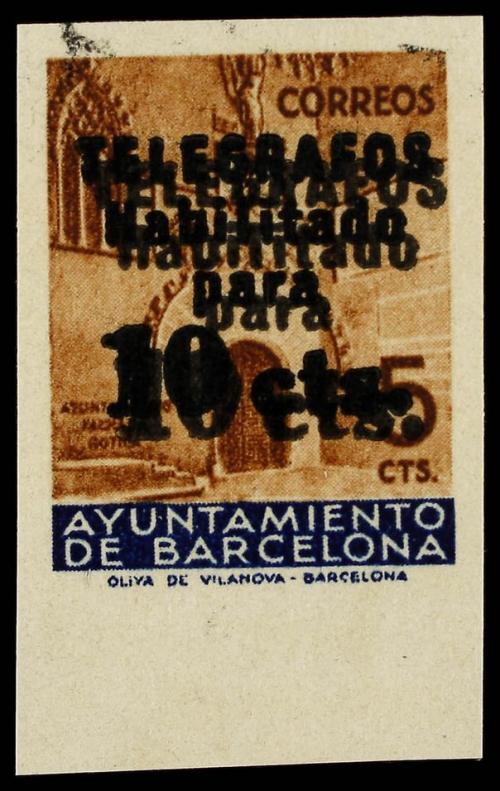 CORREOS
TELEGRAFOS
Habilitado
para
10 cts.
5
CTS.
AYUNTAMIENTO
DE BARCELONA
OLIVA DE VILANOVA - BARCELONA